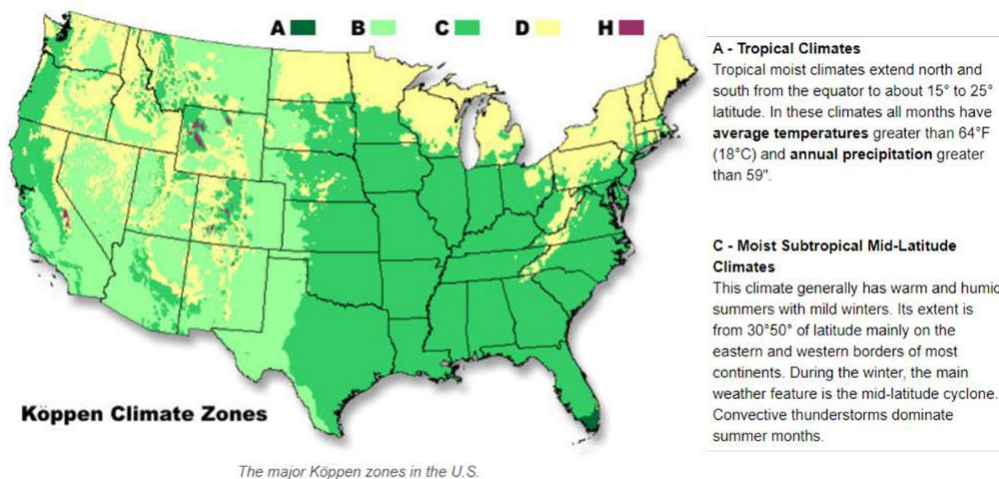 A B C D H
Köppen Climate Zones
The major Köppen zones in the U.S.
A - Tropical Climates
Tropical moist climates extend north and
south from the equator to about 15° to 25°
latitude. In these climates all months have
average temperatures greater than 64°F
(18°C) and annual precipitation greater
than 59".
C - Moist Subtropical Mid-Latitude
Climates
This climate generally has warm and humid
summers with mild winters. Its extent is
from 30°50° of latitude mainly on the
eastern and western borders of most
continents. During the winter, the main
weather feature is the mid-latitude cyclone.
Convective thunderstorms dominate
summer months.